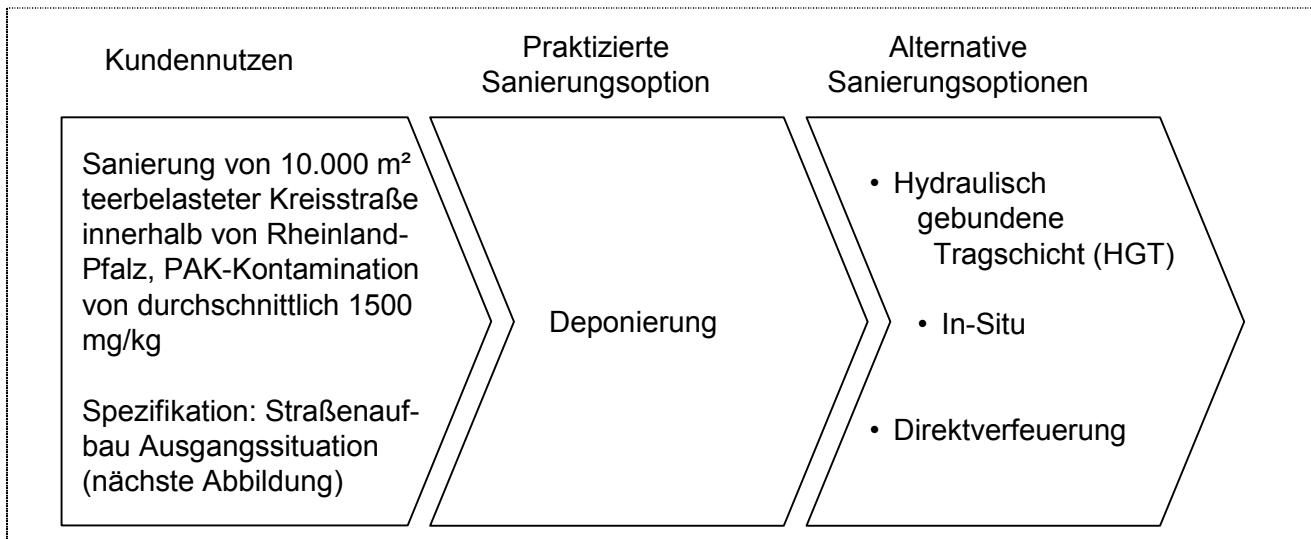 Kundennutzen
Praktizierte
Sanierungsoption
Alternative
Sanierungsoptionen
Sanierung von 10.000 m²
teerbelasteter Kreisstraße
innerhalb von Rheinland-
Pfalz, PAK-Kontamination
von durchschnittlich 1500
mg/kg
Spezifikation: Straßenauf-
bau Ausgangssituation
(nächste Abbildung)
Deponierung
• Hydraulisch
gebundene
Tragschicht (HGT)
• In-Situ
• Direktverfeuerung